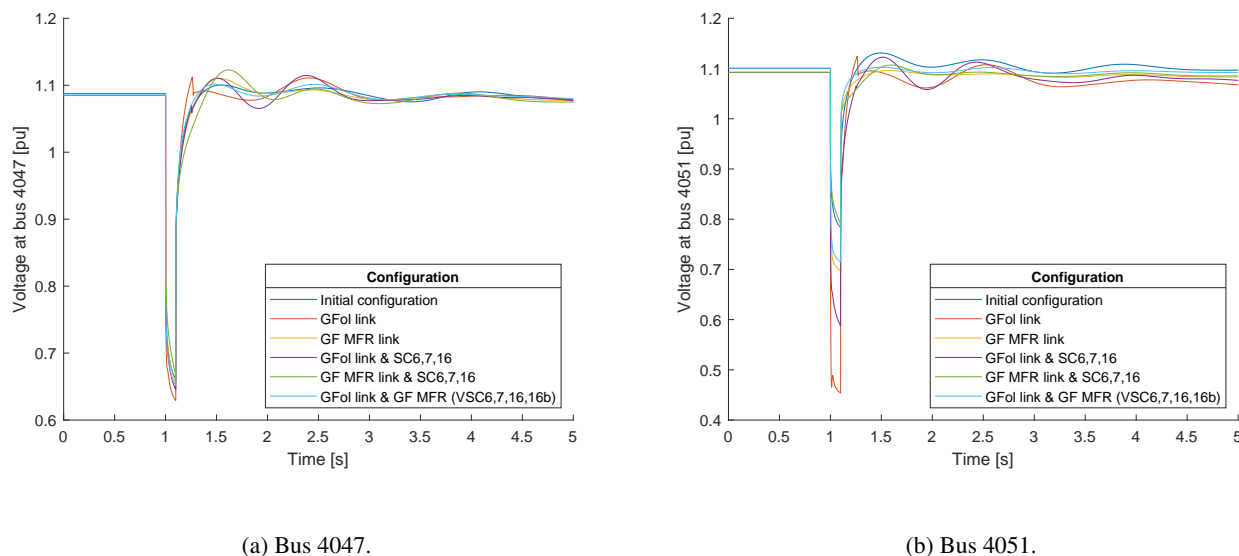 1.2
1.1
1
0.9
0.8
0.7
0.6
Voltage at bus 4047 [pu]
0 0.5 1 1.5 2 2.5 3 3.5 4 4.5 5
Time [s]
Configuration
Initial configuration
GFol link
GF MFR link
GFol link & SC6,7,16
GF MFR link & SC6,7,16
GFol link & GF MFR (VSC6,7,16,16b)
(a) Bus 4047.
1.2
1.1
1
0.9
0.8
0.7
0.6
0.5
0.4
Voltage at bus 4051 [pu]
0 0.5 1 1.5 2 2.5 3 3.5 4 4.5 5
Time [s]
Configuration
Initial configuration
GFol link
GF MFR link
GFol link & SC6,7,16
GF MFR link & SC6,7,16
GFol link & GF MFR (VSC6,7,16,16b)
(b) Bus 4051.